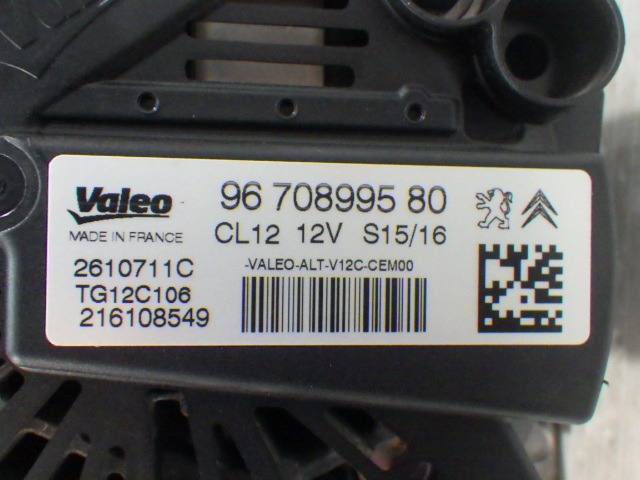 Valeo
MADE IN FRANCE
2610711C
TG12C106
216108549
96 708995 80
CL12 12V S15/16
-VALEO-ALT-V12C-CEM00